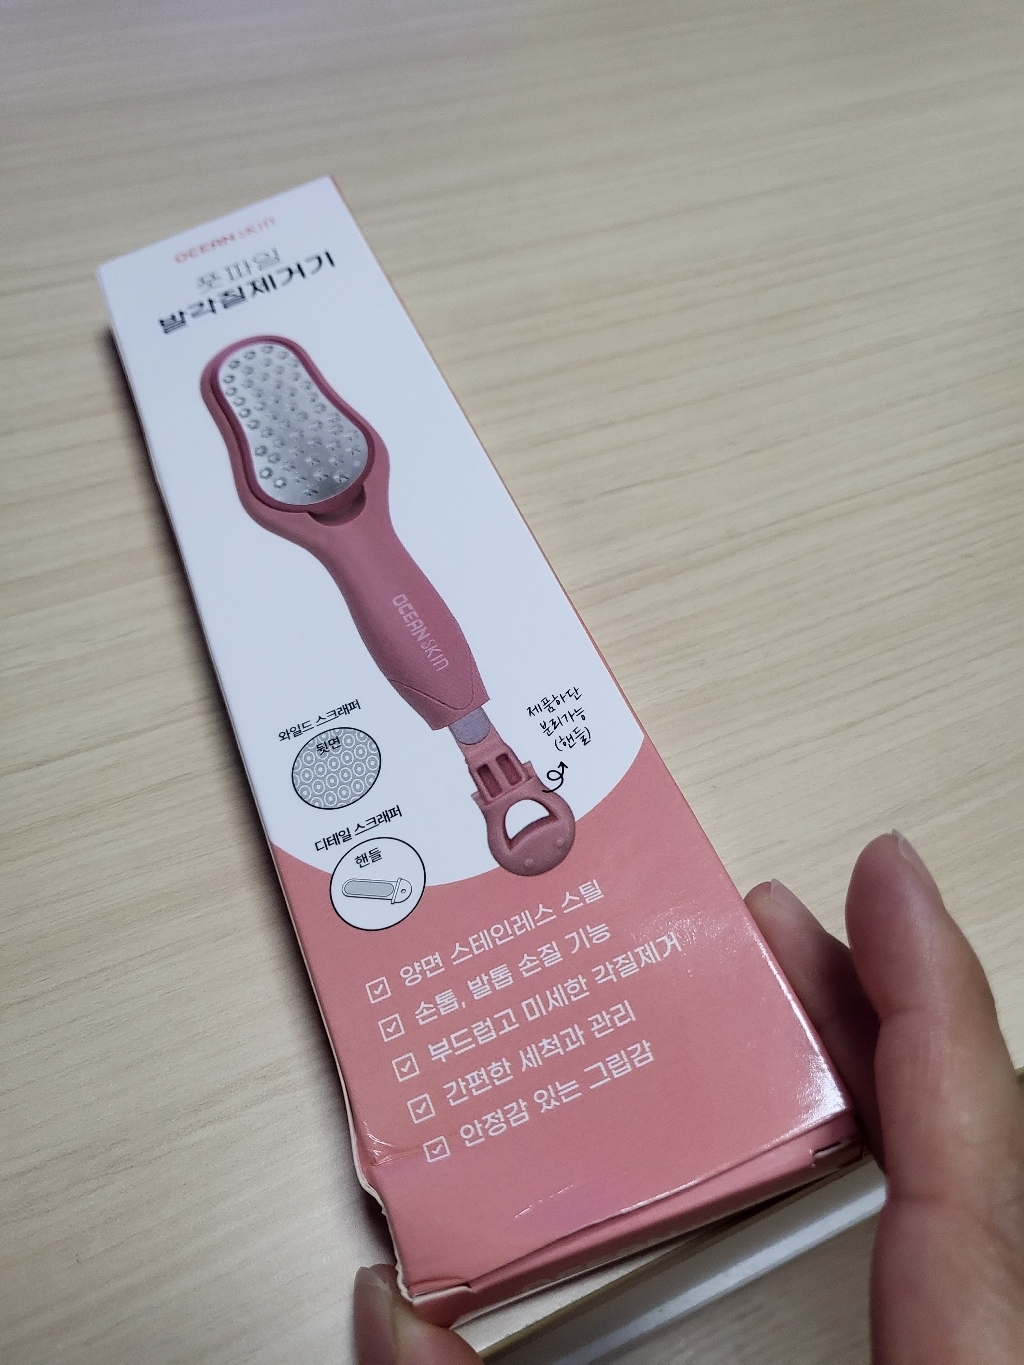 OCEAN SKIN
풋파일
발각질제거기
OCEAN SKIN
와일드 스크래퍼
뒷면
제품하단
분리가능
(핸들)
디테일 스크래퍼
핸들
양면 스테인레스 스틸
손톱, 발톱 손질 기능
부드럽고 미세한 각질제거
간편한 세척과 관리
안정감 있는 그립감